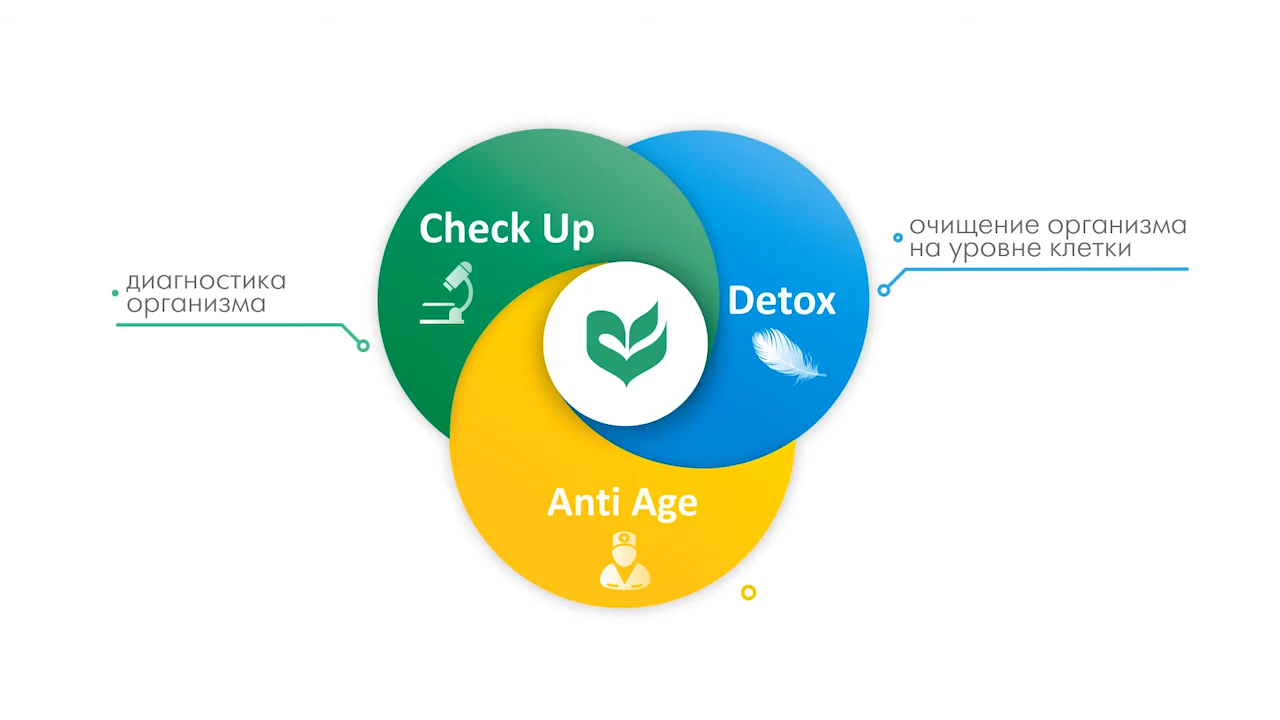 Check Up
диагностика
организма
Detox
очищение организма
на уровне клетки
Anti Age